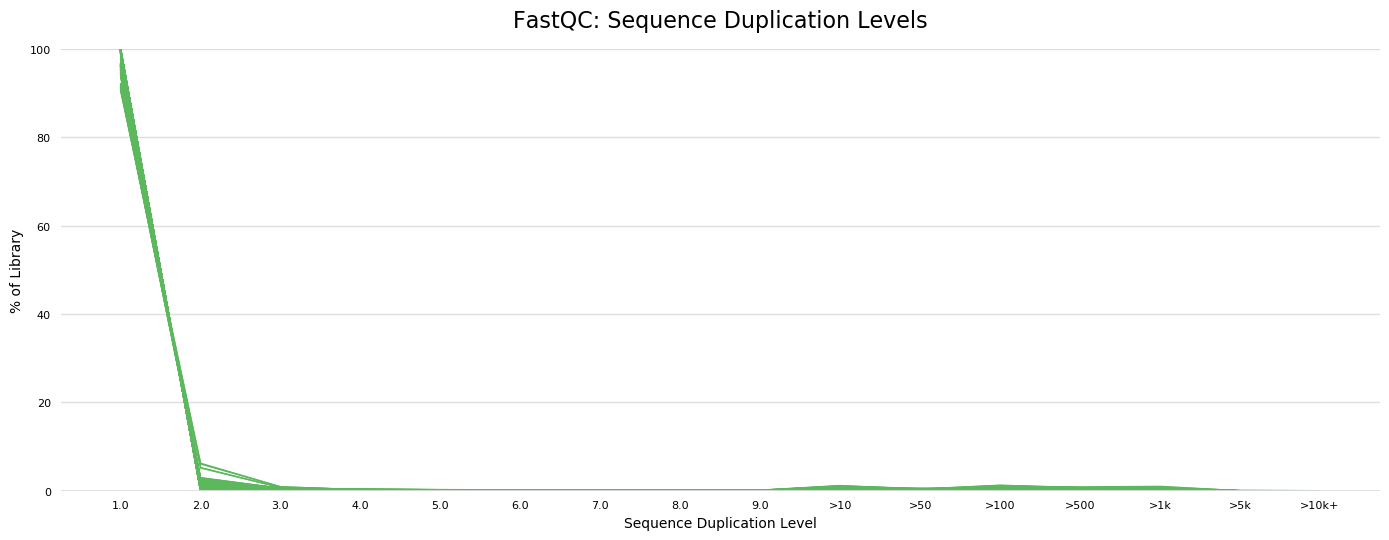 FastQC: Sequence Duplication Levels
% of Library
100
80
60
40
20
0
1.0 2.0 3.0 4.0 5.0 6.0 7.0 8.0 9.0 >10 >50 >100 >500 >1k >5k >10k+
Sequence Duplication Level